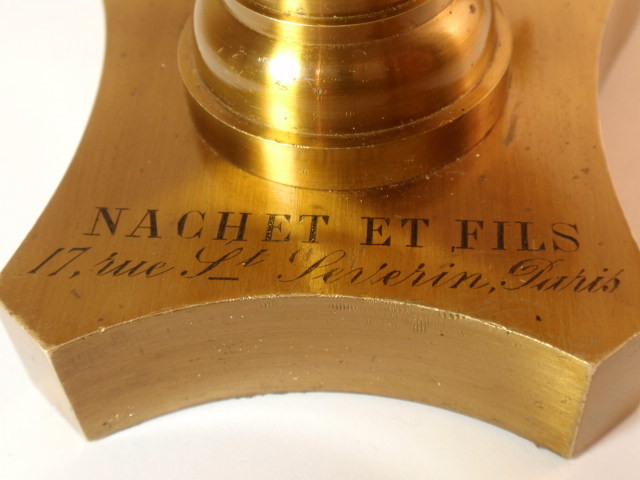 NACHET ET FILS
17, rue St Severin, Paris